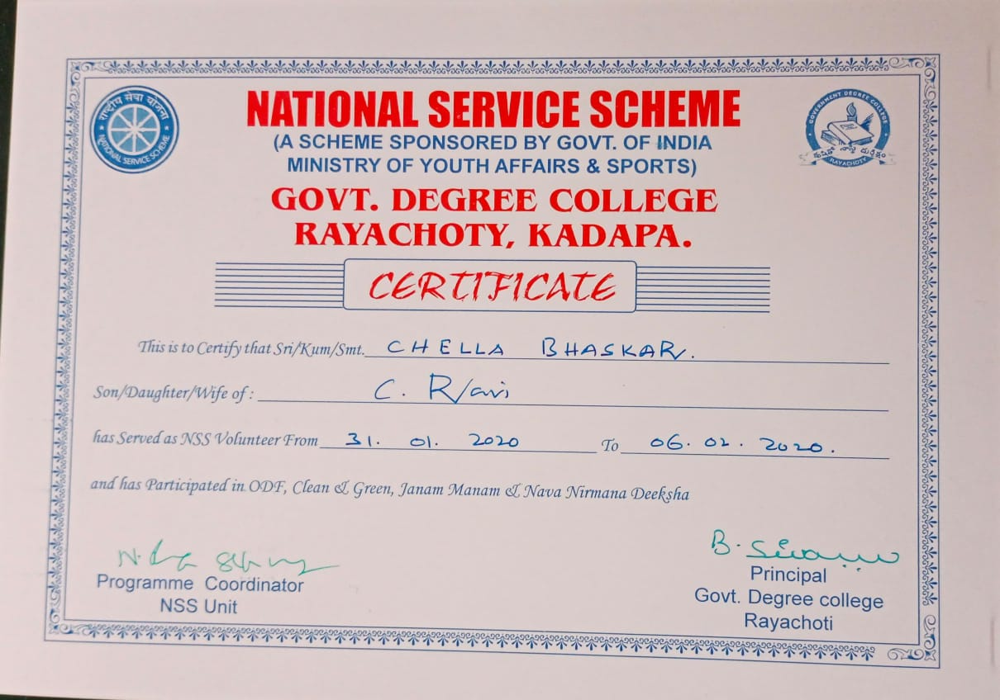 राष्ट्रीय सेवा योजना
NATIONAL SERVICE SCHEME
NATIONAL SERVICE SCHEME
(A SCHEME SPONSORED BY GOVT. OF INDIA
MINISTRY OF YOUTH AFFAIRS & SPORTS)
GOVERNMENT DEGREE COLLEGE
RAYACHOTY
GOVT. DEGREE COLLEGE
RAYACHOTY, KADAPA.
CERTIFICATE
This is to Certify that Sri/Kum/Smt. CHELLA BHASKAR.
Son/Daughter/Wife of : C. Ravi
has Served as NSS Volunteer From 31. 01. 2020 To 06. 02. 2020.
and has Participated in ODF, Clean & Green, Janam Manam & Nava Nirmana Deeksha
Programme Coordinator
NSS Unit
B.
Principal
Govt. Degree college
Rayachoti